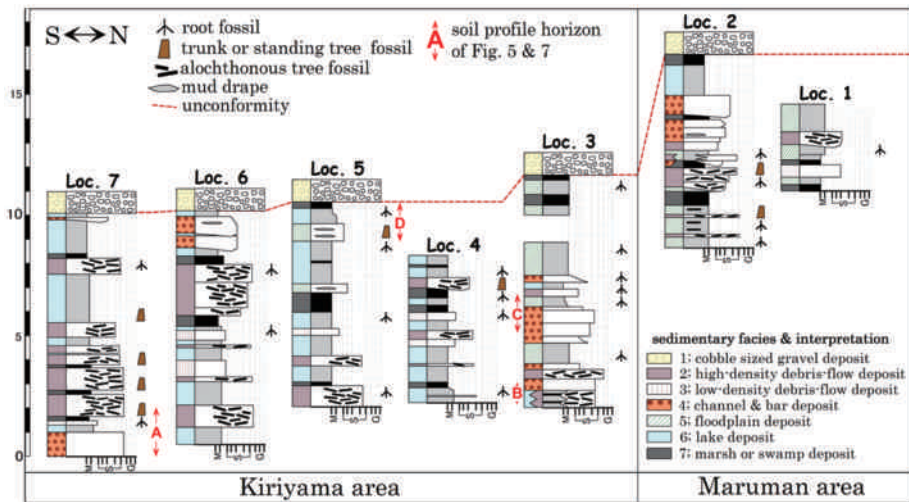 S↔N
root fossil
trunk or standing tree fossil
alochthonous tree fossil
mud drape
unconformity
A
soil profile horizon
of Fig. 5 & 7
Loc. 2
Loc. 1
Loc. 3
Loc. 5
Loc. 6
Loc. 7
Loc. 4
15
10
5
0
A
B
C
D
M S G
M S G
M S G
M S G
M S G
M S G
M S G
sedimentary facies & interpretation
1; cobble sized gravel deposit
2; high-density debris-flow deposit
3; low-density debris-flow deposit
4; channel & bar deposit
5; floodplain deposit
6; lake deposit
7; marsh or swamp deposit
Kiriyama area
Maruman area